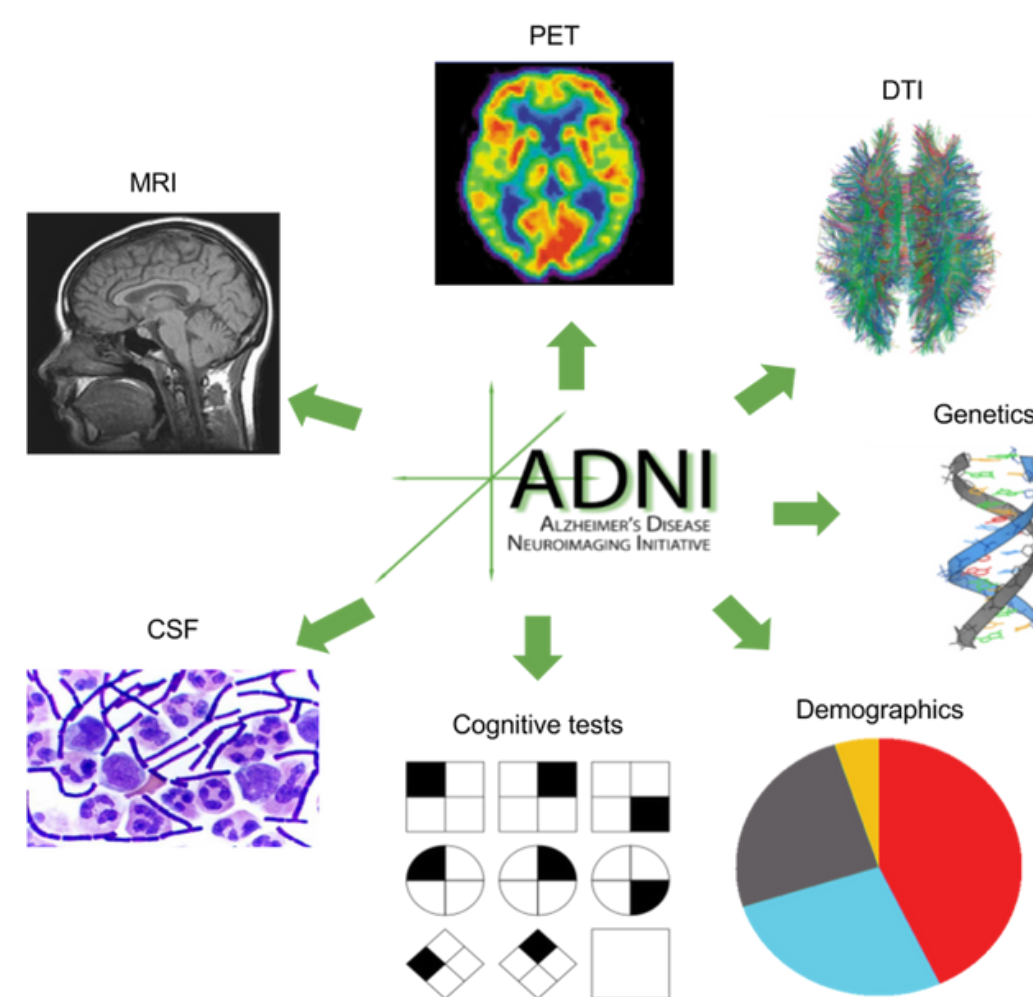 PET
DTI
MRI
Genetics
ADNI
ALZHEIMER'S DISEASE
NEUROIMAGING INITIATIVE
CSF
Cognitive tests
Demographics